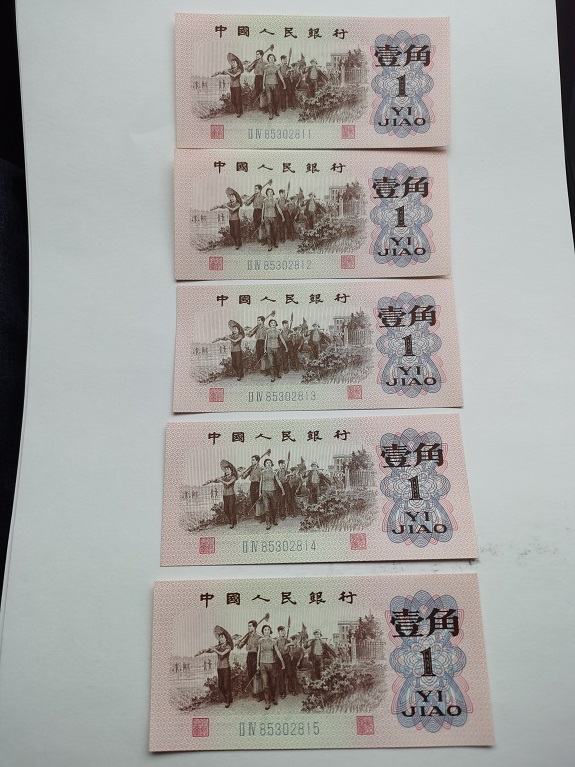 中國人民銀行
壹角
1
YI
JIAO
ⅡⅣ 85302811
中國人民銀行
壹角
1
YI
JIAO
ⅡⅣ 85302812
中國人民銀行
壹角
1
YI
JIAO
ⅡⅣ 85302813
中國人民銀行
壹角
1
YI
JIAO
ⅡⅣ 85302814
中國人民銀行
壹角
1
YI
JIAO
ⅡⅣ 85302815